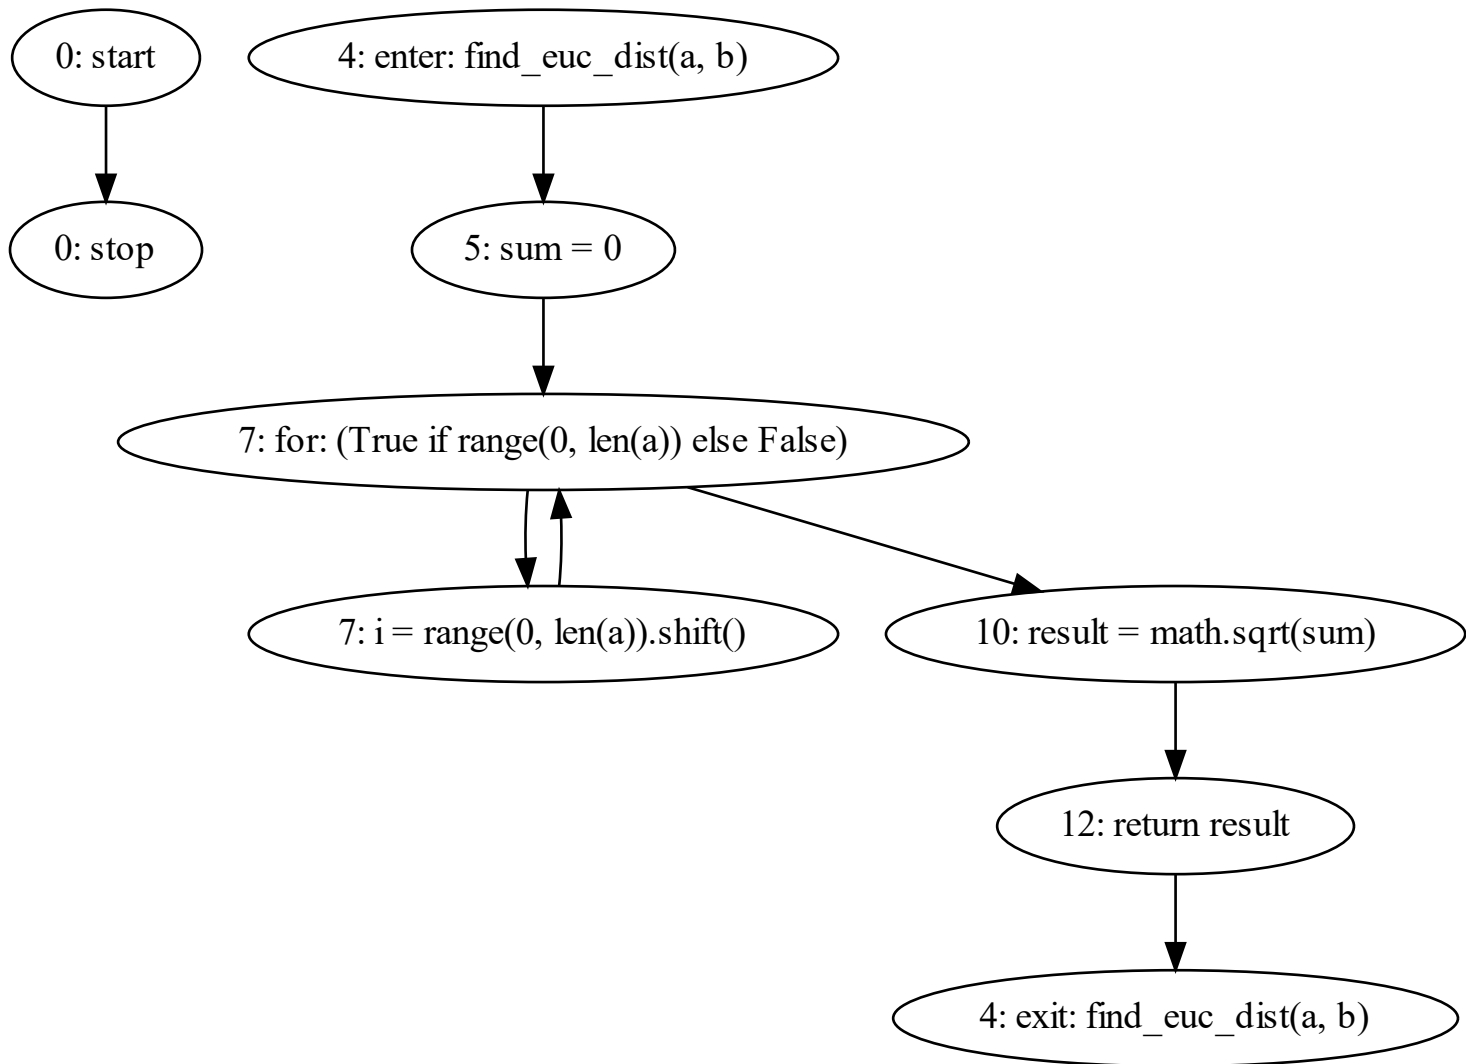 0: start
4: enter: find_euc_dist(a, b)
0: stop
5: sum = 0
7: for: (True if range(0, len(a)) else False)
7: i = range(0, len(a)).shift()
10: result = math.sqrt(sum)
12: return result
4: exit: find_euc_dist(a, b)